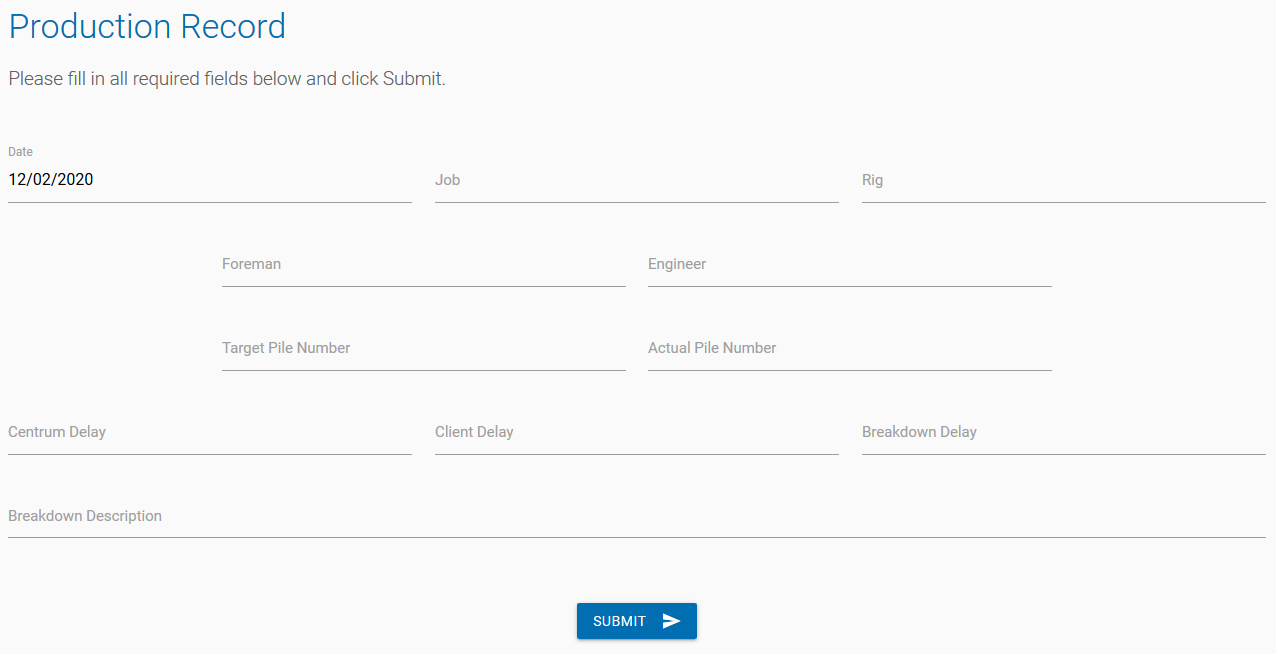 Production Record
Please fill in all required fields below and click Submit.
Date
12/02/2020
Job
Rig
Foreman
Engineer
Target Pile Number
Actual Pile Number
Centrum Delay
Client Delay
Breakdown Delay
Breakdown Description
SUBMIT